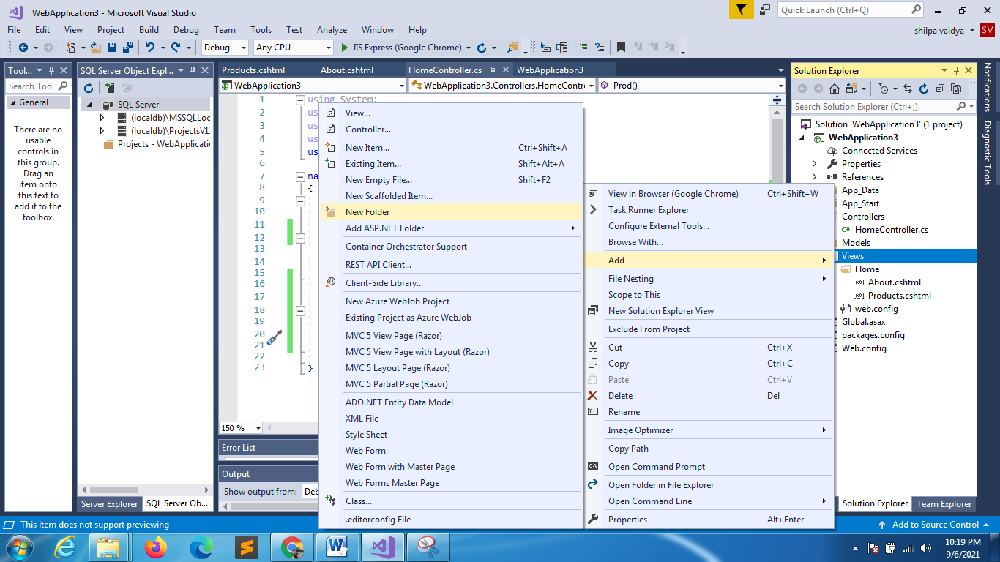 WebApplication3 - Microsoft Visual Studio
Quick Launch (Ctrl+Q)
File Edit View Project Build Debug Team Tools Test Analyze Window Help
shilpa vaidya SV
Debug Any CPU IIS Express (Google Chrome)
Tool...
Search Too
General
There are no
usable
controls in
this group.
Drag an
item onto
this text to
add it to the
toolbox.
SQL Server Object Expl...
SQL Server
(localdb)\MSSQLLoc
(localdb)\ProjectsV1
Projects - WebApplicatio
Server Explorer SQL Server Ob...
Products.cshtml About.cshtml HomeController.cs WebApplication3
WebApplication3 WebApplication3.Controllers.HomeContro Prod()
1 using System;
2 us
3 us
4 us
5 us
6
7 na
8 {
9
10
11
12
13
14
15
16
17
18
19
20
21
22
23 }
150 %
Error List
Output
Show output from: Deb
View...
Controller...
New Item... Ctrl+Shift+A
Existing Item... Shift+Alt+A
New Empty File... Shift+F2
New Scaffolded Item...
New Folder
Add ASP.NET Folder
Container Orchestrator Support
REST API Client...
Client-Side Library...
New Azure WebJob Project
Existing Project as Azure WebJob
MVC 5 View Page (Razor)
MVC 5 View Page with Layout (Razor)
MVC 5 Layout Page (Razor)
MVC 5 Partial Page (Razor)
ADO.NET Entity Data Model
XML File
Style Sheet
Web Form
Web Form with Master Page
Web Forms Master Page
Class...
.editorconfig File
View in Browser (Google Chrome) Ctrl+Shift+W
Task Runner Explorer
Configure External Tools...
Browse With...
Add
File Nesting
Scope to This
New Solution Explorer View
Exclude From Project
Cut Ctrl+X
Copy Ctrl+C
Paste Ctrl+V
Delete Del
Rename
Image Optimizer
Copy Path
Open Command Prompt
Open Folder in File Explorer
Open Command Line
Properties Alt+Enter
Solution Explorer
Search Solution Explorer (Ctrl+;)
Solution 'WebApplication3' (1 project)
WebApplication3
Connected Services
Properties
References
App_Data
App_Start
Controllers
HomeController.cs
Models
Views
Home
About.cshtml
Products.cshtml
web.config
Global.asax
packages.config
Web.config
Solution Explorer Team Explorer
Notifications
Diagnostic Tools
This item does not support previewing
Add to Source Control
10:19 PM
9/6/2021